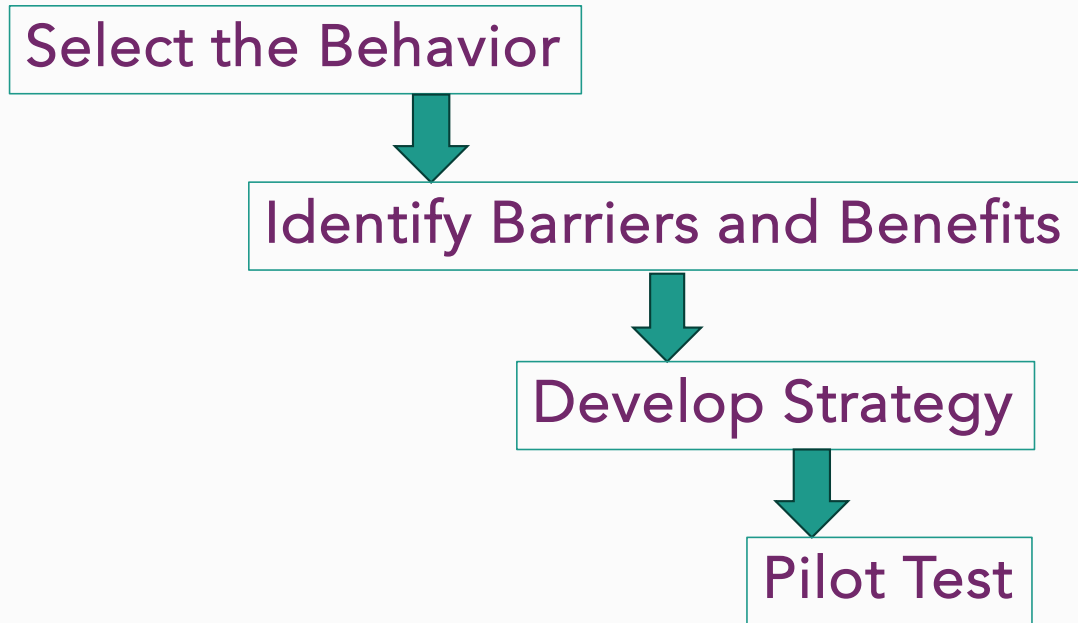 Select the Behavior
Identify Barriers and Benefits
Develop Strategy
Pilot Test